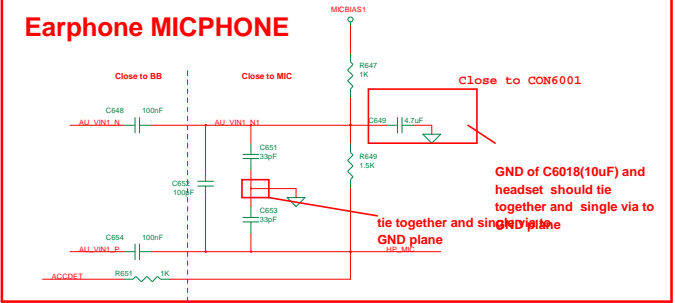 MICBIAS1
Earphone MICPHONE
R647
1K
Close to BB
Close to MIC
Close to CON6001
C648
100nF
AU_VIN1_N
AU_VIN1_N1
C649
4.7uF
C651
33pF
R649
1.5K
C652
100pF
GND of C6018(10uF) and
headset should tie
together and single via to
GND plane
C653
33pF
tie together and single via to
GND plane
C654
100nF
AU_VIN1_P
HP_MIC
ACCDET
R651
1K